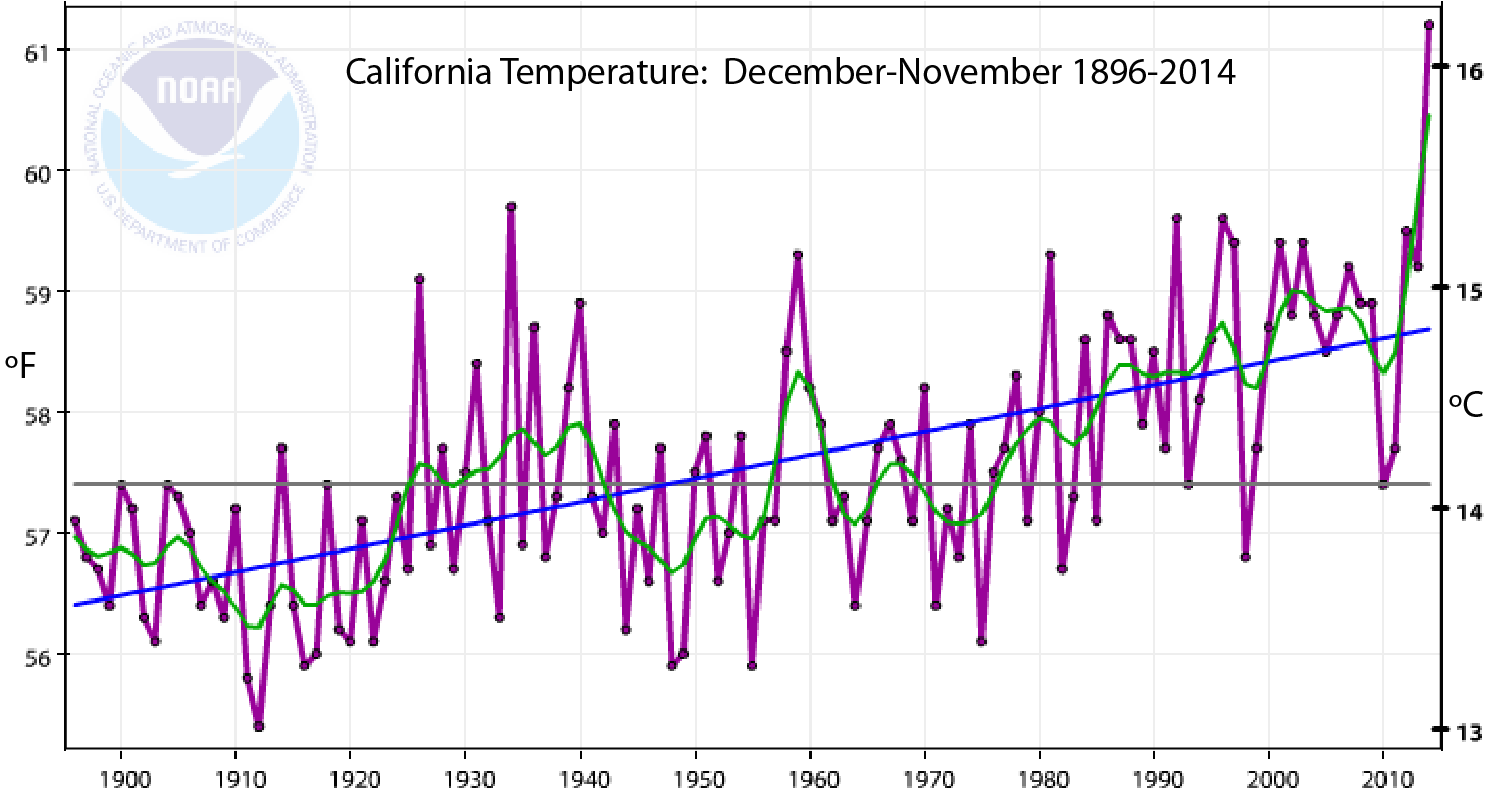 California Temperature: December-November 1896-2014
NATIONAL OCEANIC AND ATMOSPHERIC ADMINISTRATION
NOAA
U.S. DEPARTMENT OF COMMERCE
61
60
59
ºF
58
57
56
16
15
ºC
14
13
1900 1910 1920 1930 1940 1950 1960 1970 1980 1990 2000 2010